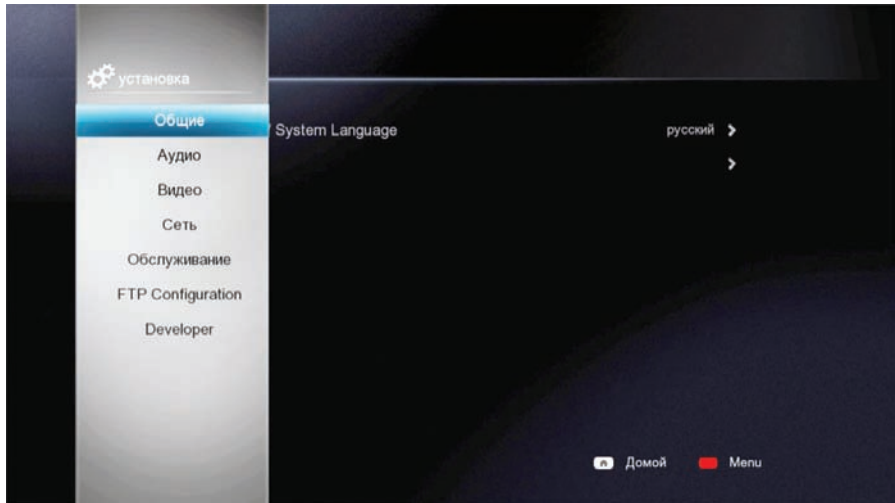 установка
Общие
Аудио
Видео
Сеть
Обслуживание
FTP Configuration
Developer
System Language русский
Домой Menu